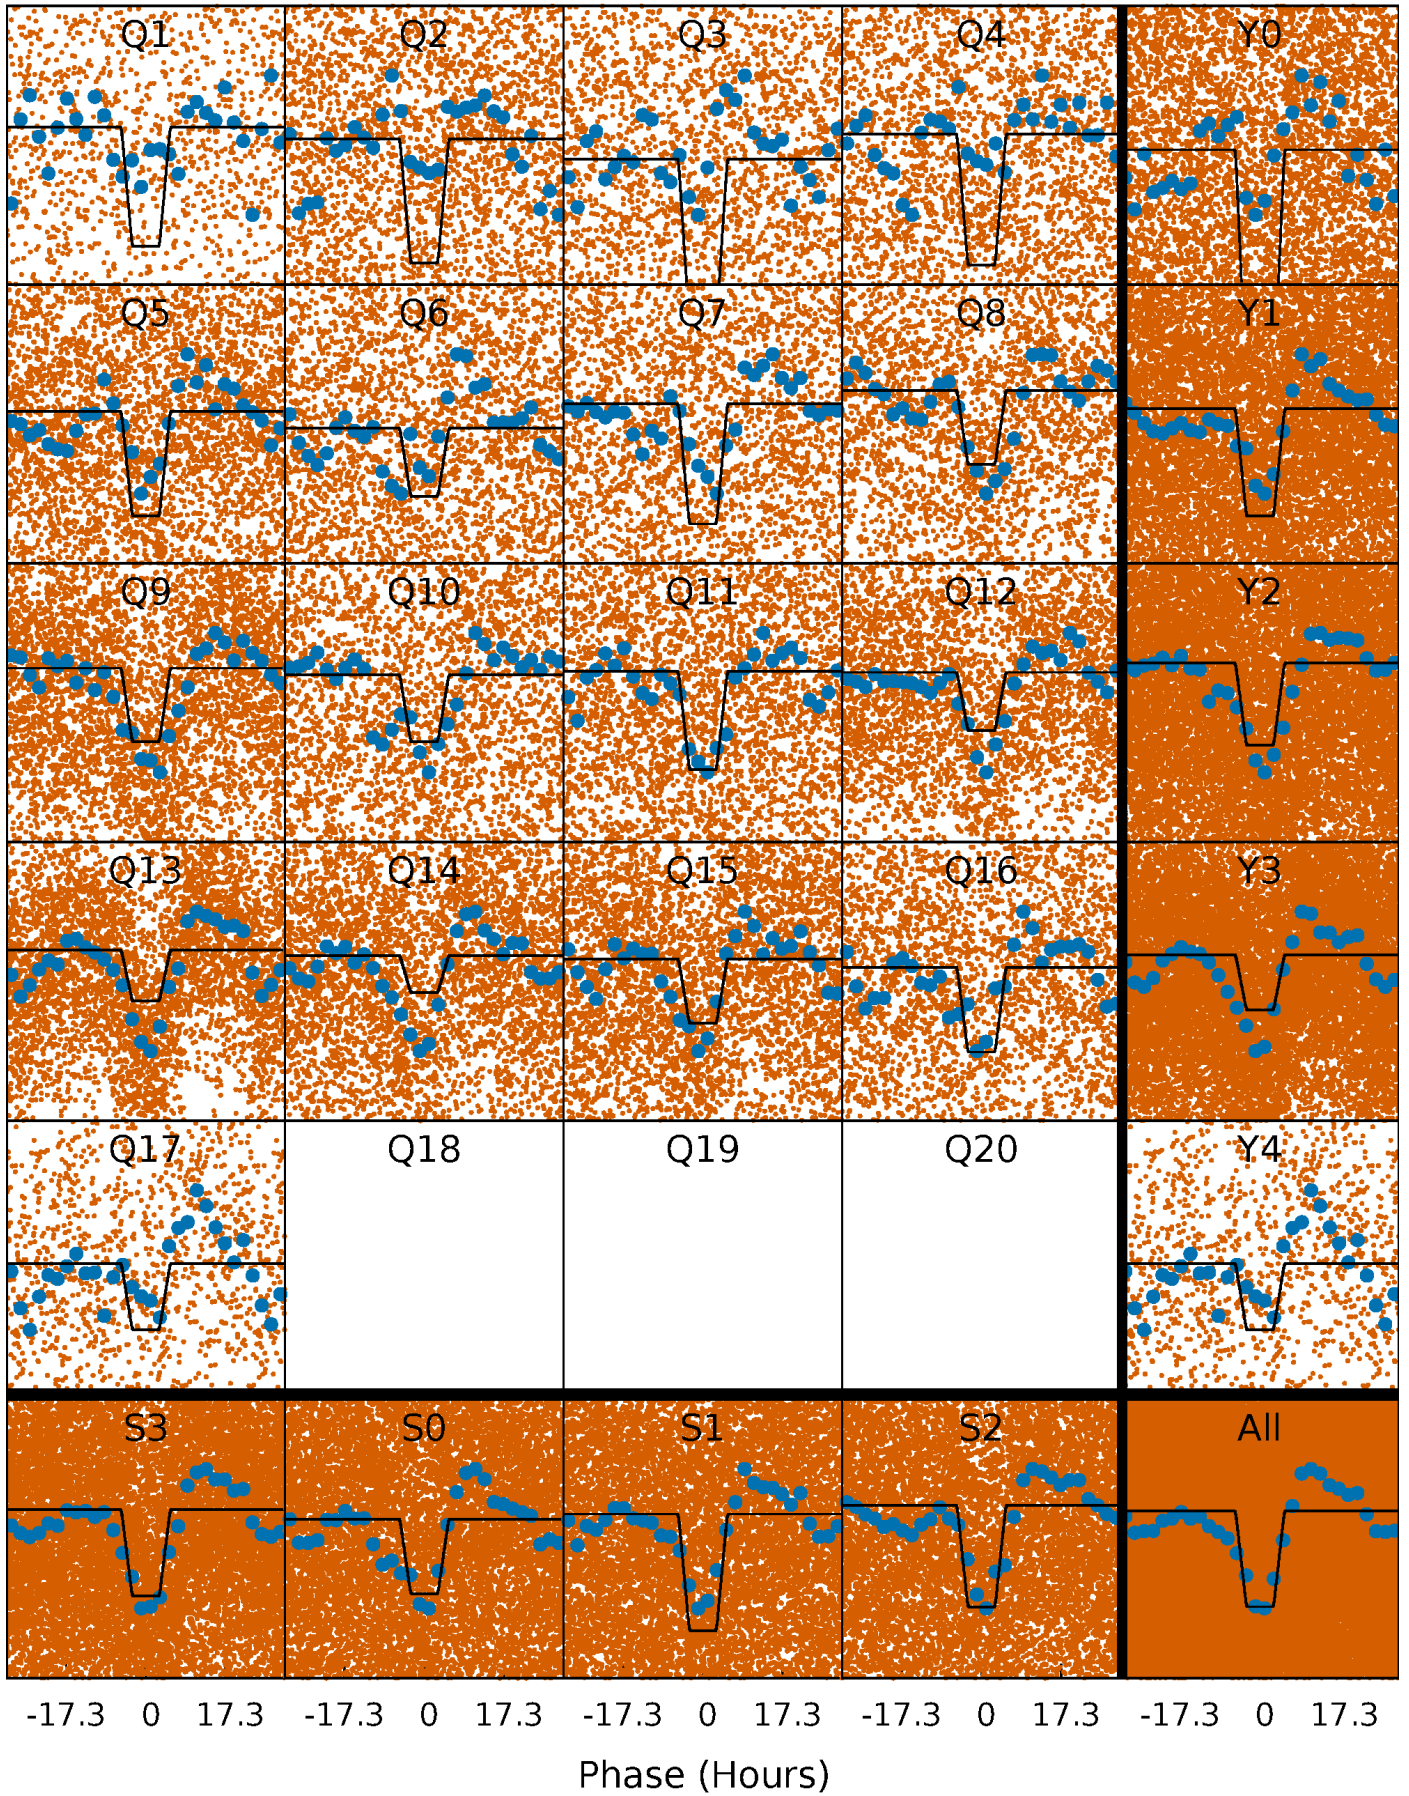 Q1 Q2 Q3 Q4 Y0
Q5 Q6 Q7 Q8 Y1
Q9 Q10 Q11 Q12 Y2
Q13 Q14 Q15 Q16 Y3
Q17 Q18 Q19 Q20 Y4
S3 S0 S1 S2 All
-17.3 0 17.3 -17.3 0 17.3 -17.3 0 17.3 -17.3 0 17.3 -17.3 0 17.3
Phase (Hours)